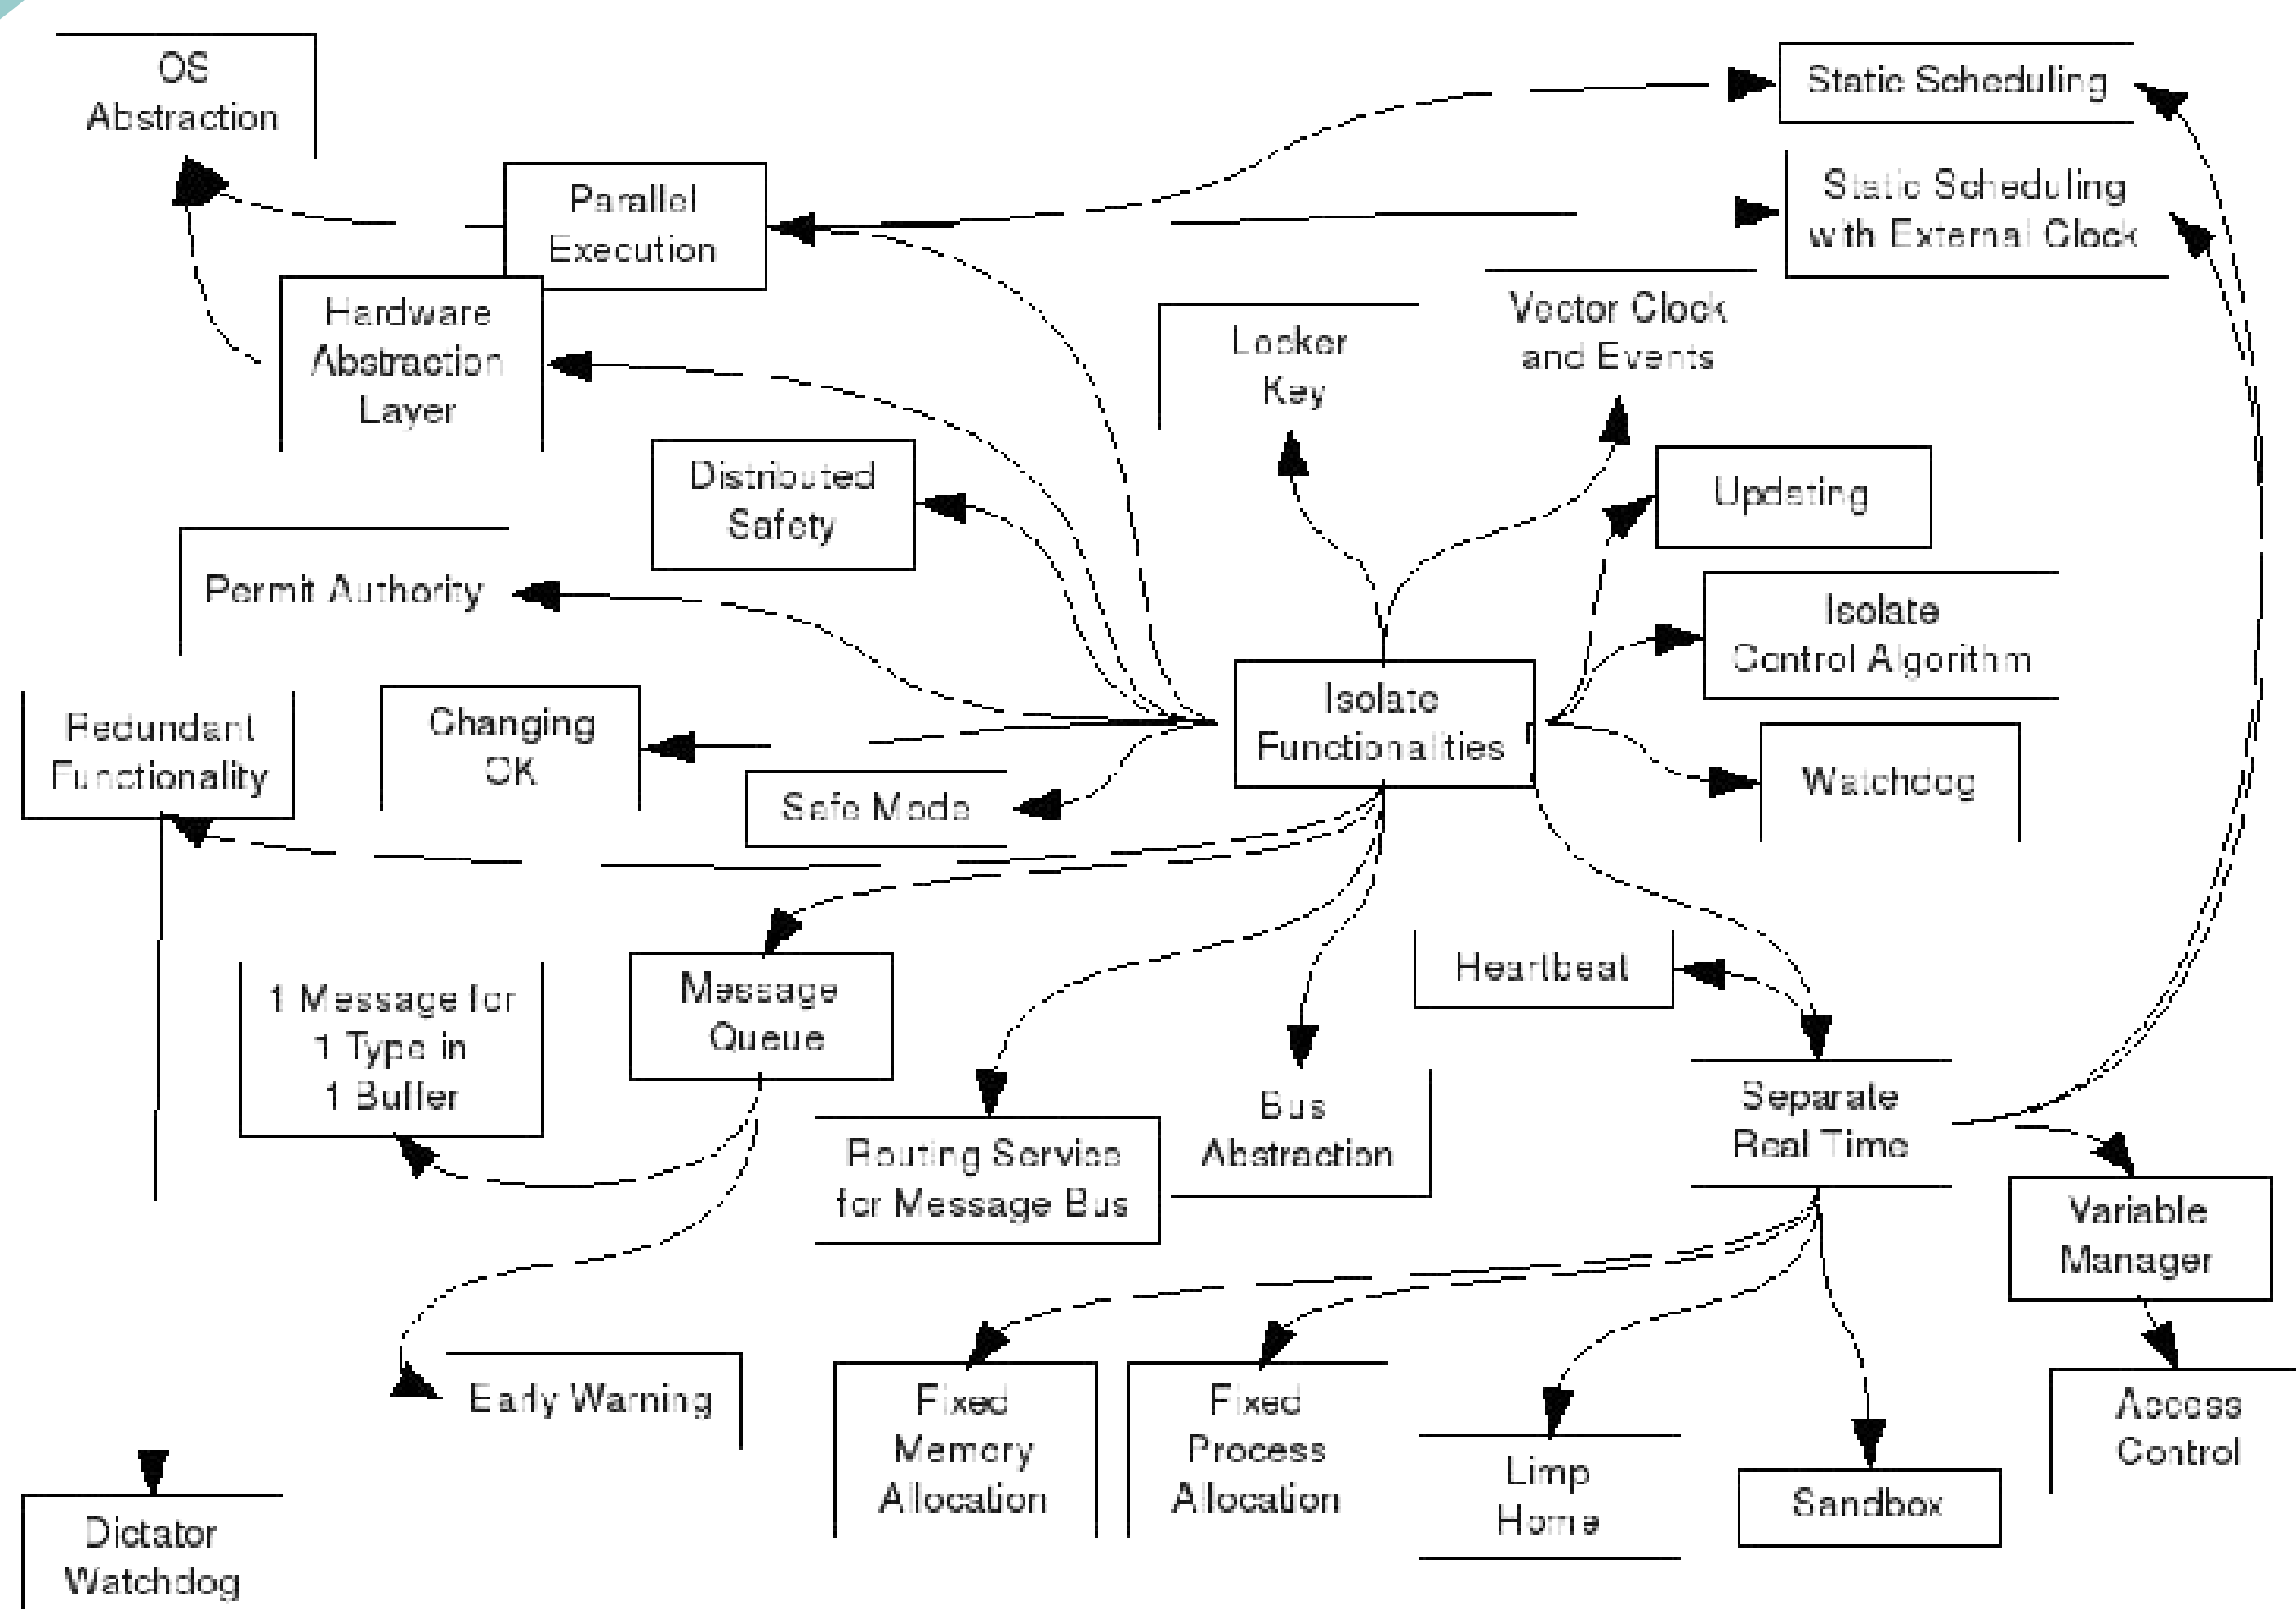 OS
Abstraction
Static Scheduling
Parallel
Execution
Static Scheduling
with External Clock
Hardware
Abstraction
Layer
Locker
Key
Vector Clock
and Events
Distributed
Safety
Updating
Permit Authority
Isolate
Control Algorithm
Redundant
Functionality
Changing
OK
Isolate
Functionalities
Safe Mode
Watchdog
Heartbeat
1 Message for
1 Type in
1 Buffer
Message
Queue
Routing Service
for Message Bus
Bus
Abstraction
Separate
Real Time
Variable
Manager
Early Warning
Fixed
Memory
Allocation
Fixed
Process
Allocation
Limp
Home
Sandbox
Access
Control
Dictator
Watchdog